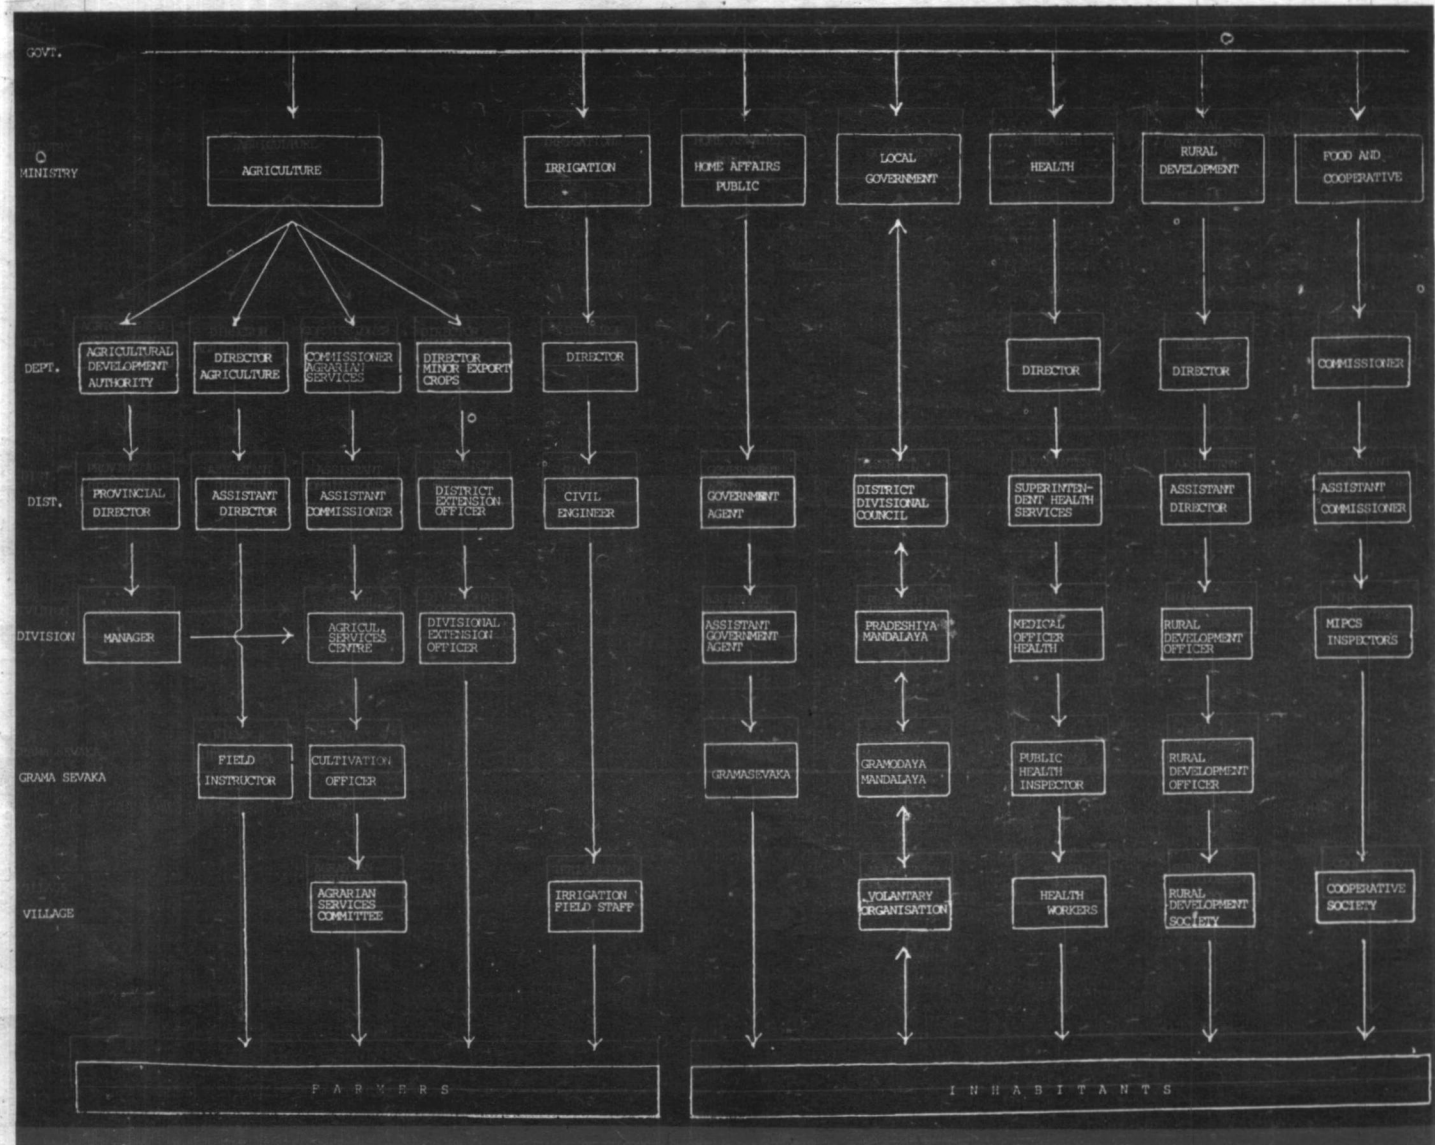 GOVT.
MINISTRY
AGRICULTURE
IRRIGATION
HOME AFFAIRS
PUBLIC
LOCAL
GOVERNMENT
HEALTH
RURAL
DEVELOPMENT
FOOD AND
COOPERATIVE
DEPT.
AGRICULTURAL
DEVELOPMENT
AUTHORITY
DIRECTOR
AGRICULTURE
COMMISSIONER
AGRARIAN
SERVICES
DIRECTOR
MINOR EXPORT
CROPS
DIRECTOR
DIRECTOR
DIRECTOR
COMMISSIONER
DIST.
PROVINCIAL
DIRECTOR
ASSISTANT
DIRECTOR
ASSISTANT
COMMISSIONER
DISTRICT
EXTENSION
OFFICER
CIVIL
ENGINEER
GOVERNMENT
AGENT
DISTRICT
DIVISIONAL
COUNCIL
SUPERINTEN-
DENT HEALTH
SERVICES
ASSISTANT
DIRECTOR
ASSISTANT
COMMISSIONER
DIVISION
MANAGER
AGRICUL.
SERVICES
CENTRE
DIVISIONAL
EXTENSION
OFFICER
ASSISTANT
GOVERNMENT
AGENT
PRADESHIYA
MANDALAYA
MEDICAL
OFFICER
HEALTH
RURAL
DEVELOPMENT
OFFICER
MIPCS
INSPECTORS
GRAMA SEVAKA
FIELD
INSTRUCTOR
CULTIVATION
OFFICER
GRAMASEVAKA
GRAMODAYA
MANDALAYA
PUBLIC
HEALTH
INSPECTOR
RURAL
DEVELOPMENT
OFFICER
VILLAGE
AGRARIAN
SERVICES
COMMITTEE
IRRIGATION
FIELD STAFF
VOLANTARY
ORGANISATION
HEALTH
WORKERS
RURAL
DEVELOPMENT
SOCIETY
COOPERATIVE
SOCIETY
FARMERS
INHABITANTS